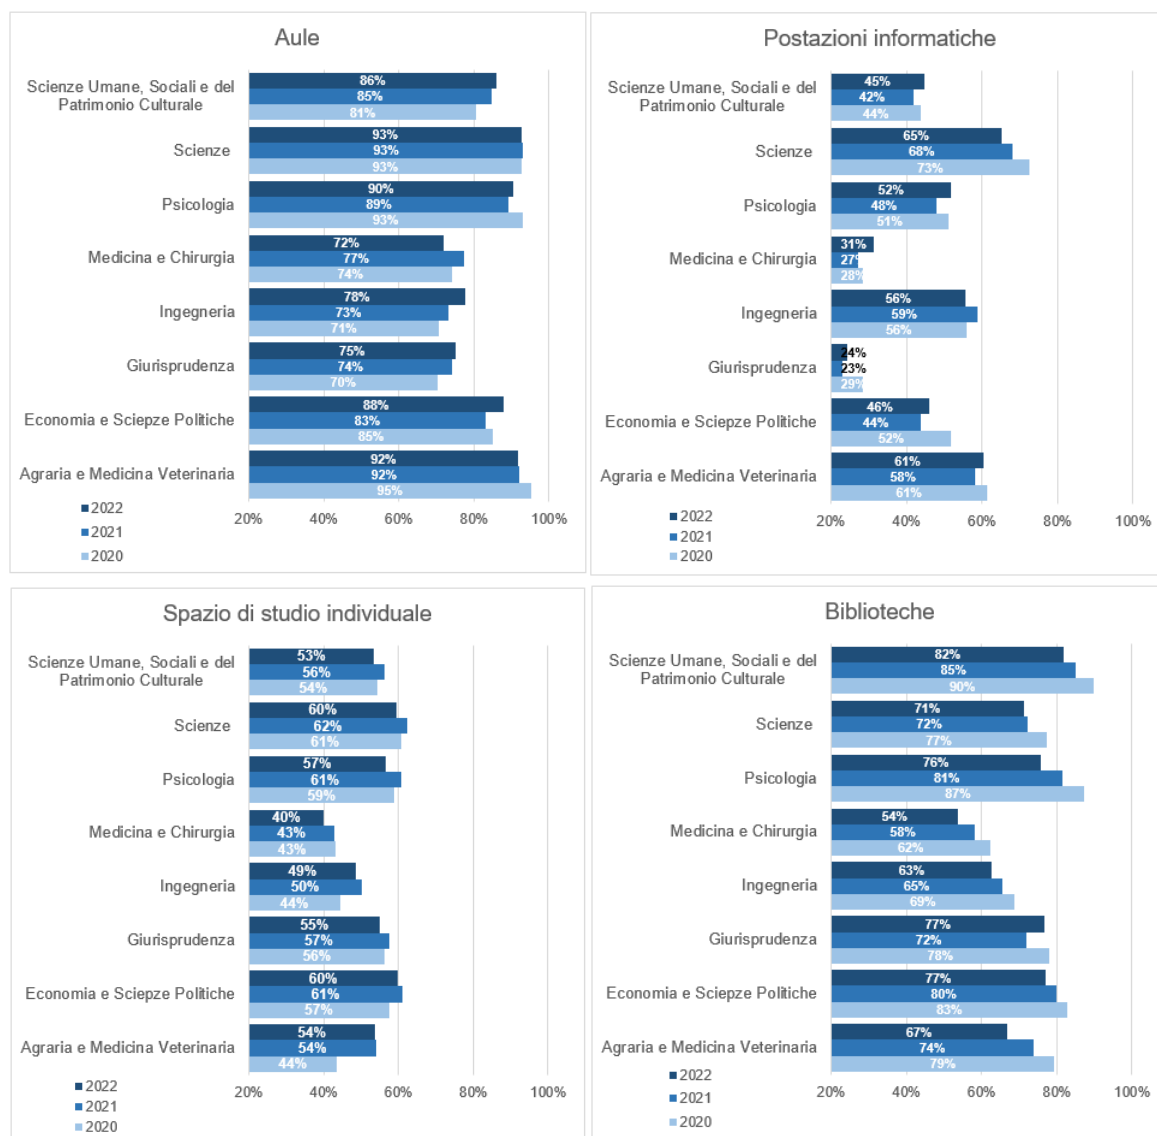 Aule
Scienze Umane, Sociali e del
Patrimonio Culturale
86%
85%
81%
Scienze
93%
93%
93%
Psicologia
90%
89%
93%
Medicina e Chirurgia
72%
77%
74%
Ingegneria
78%
73%
71%
Giurisprudenza
75%
74%
70%
Economia e Sciepze Politiche
88%
83%
85%
Agraria e Medicina Veterinaria
92%
92%
95%
2022
2021
2020
20% 40% 60% 80% 100%
Postazioni informatiche
Scienze Umane, Sociali e del
Patrimonio Culturale
45%
42%
44%
Scienze
65%
68%
73%
Psicologia
52%
48%
51%
Medicina e Chirurgia
31%
27%
28%
Ingegneria
56%
59%
56%
Giurisprudenza
24%
23%
29%
Economia e Sciepze Politiche
46%
44%
52%
Agraria e Medicina Veterinaria
61%
58%
61%
20% 40% 60% 80% 100%
2022
2021
2020
Spazio di studio individuale
Scienze Umane, Sociali e del
Patrimonio Culturale
53%
56%
54%
Scienze
60%
62%
61%
Psicologia
57%
61%
59%
Medicina e Chirurgia
40%
43%
43%
Ingegneria
49%
50%
44%
Giurisprudenza
55%
57%
56%
Economia e Sciepze Politiche
60%
61%
57%
Agraria e Medicina Veterinaria
54%
54%
44%
20% 40% 60% 80% 100%
2022
2021
2020
Biblioteche
Scienze Umane, Sociali e del
Patrimonio Culturale
82%
85%
90%
Scienze
71%
72%
77%
Psicologia
76%
81%
87%
Medicina e Chirurgia
54%
58%
62%
Ingegneria
63%
65%
69%
Giurisprudenza
77%
72%
78%
Economia e Sciepze Politiche
77%
80%
83%
Agraria e Medicina Veterinaria
67%
74%
79%
2022
2021
2020
20% 40% 60% 80% 100%